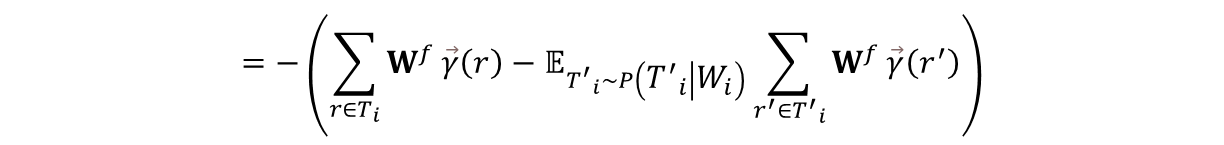 = − ( ∑_{r∈T_i} 𝐖^f γ⃗(r) − 𝔼_{T′_i∼P(T′_i|W_i)} ∑_{r′∈T′_i} 𝐖^f γ⃗(r′) )